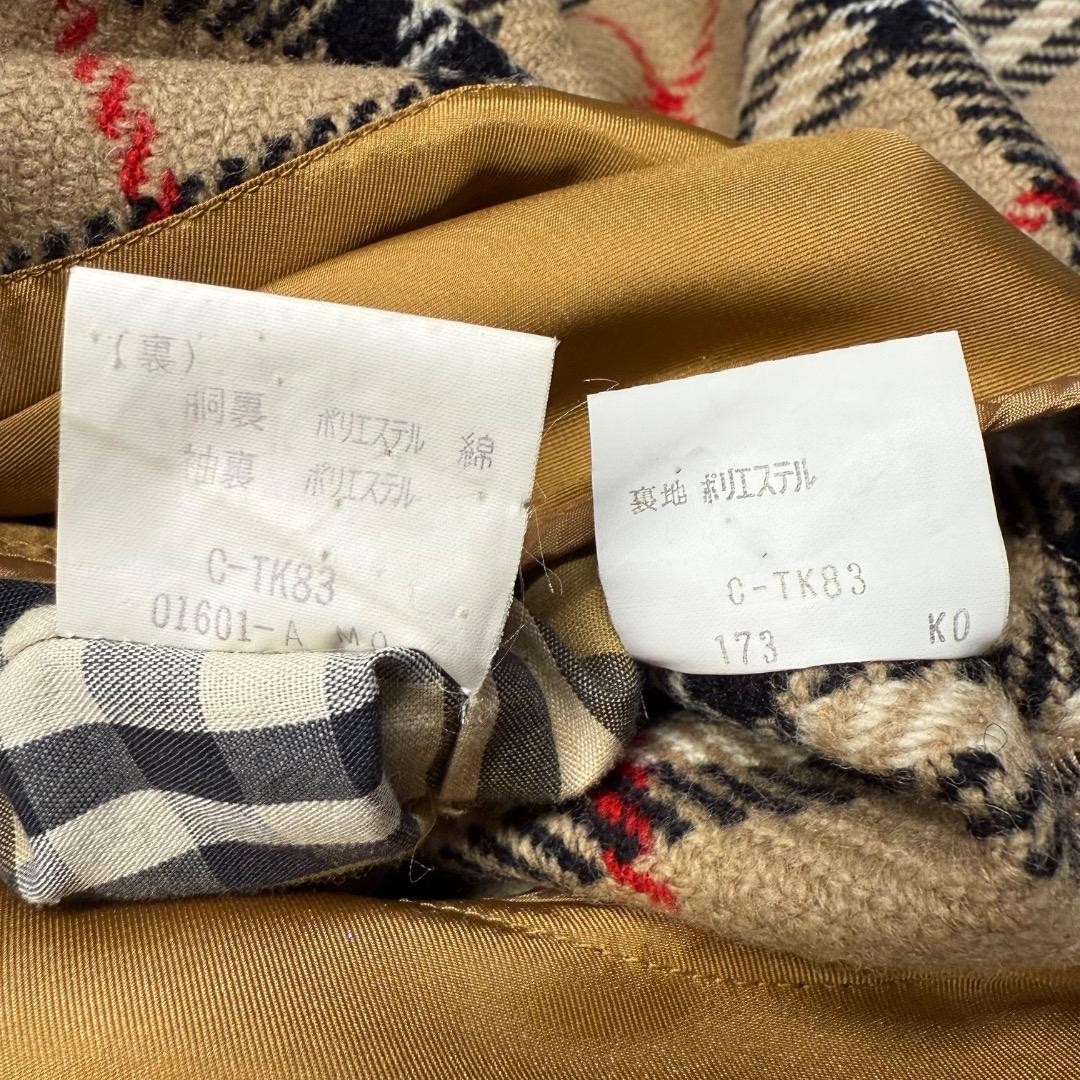 (裏)
胴裏 ポリエステル 綿
袖裏 ポリエステル
C-TK83
01601-A MO
裏地 ポリエステル
C-TK83
173 KO